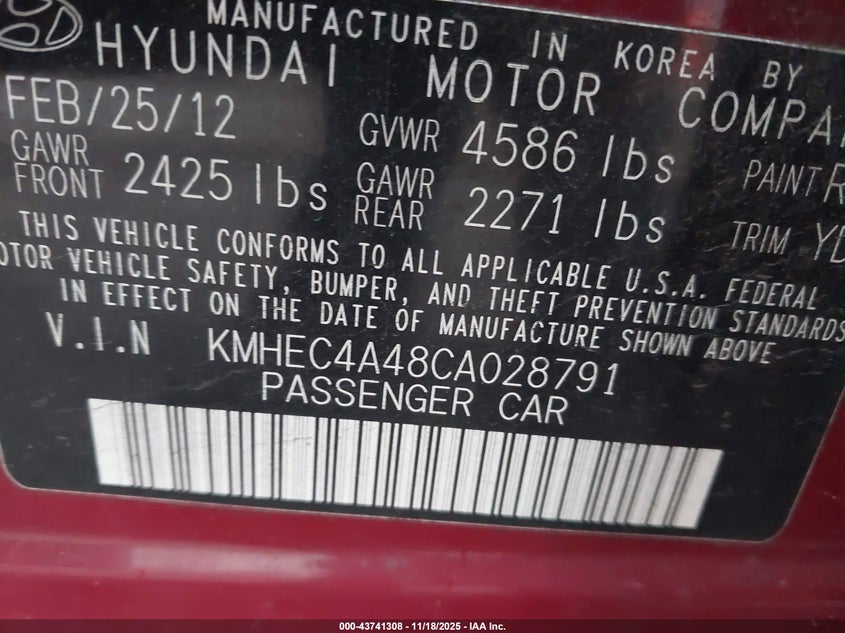 MANUFACTURED IN KOREA BY
HYUNDAI MOTOR
FEB/25/12 GVWR 4586 lbs PAINT
GAWR FRONT 2425 lbs GAWR REAR 2271 lbs TRIM
THIS VEHICLE CONFORMS TO ALL APPLICABLE U.S.A. FEDERAL
VEHICLE SAFETY, BUMPER, AND THEFT PREVENTION STANDARDS
IN EFFECT ON THE DATE OF MANUFACTURE SHOWN ABOVE
V.I.N KMHEC4A48CA028791
PASSENGER CAR
000-43741308 - 11/18/2025 - IAA Inc.